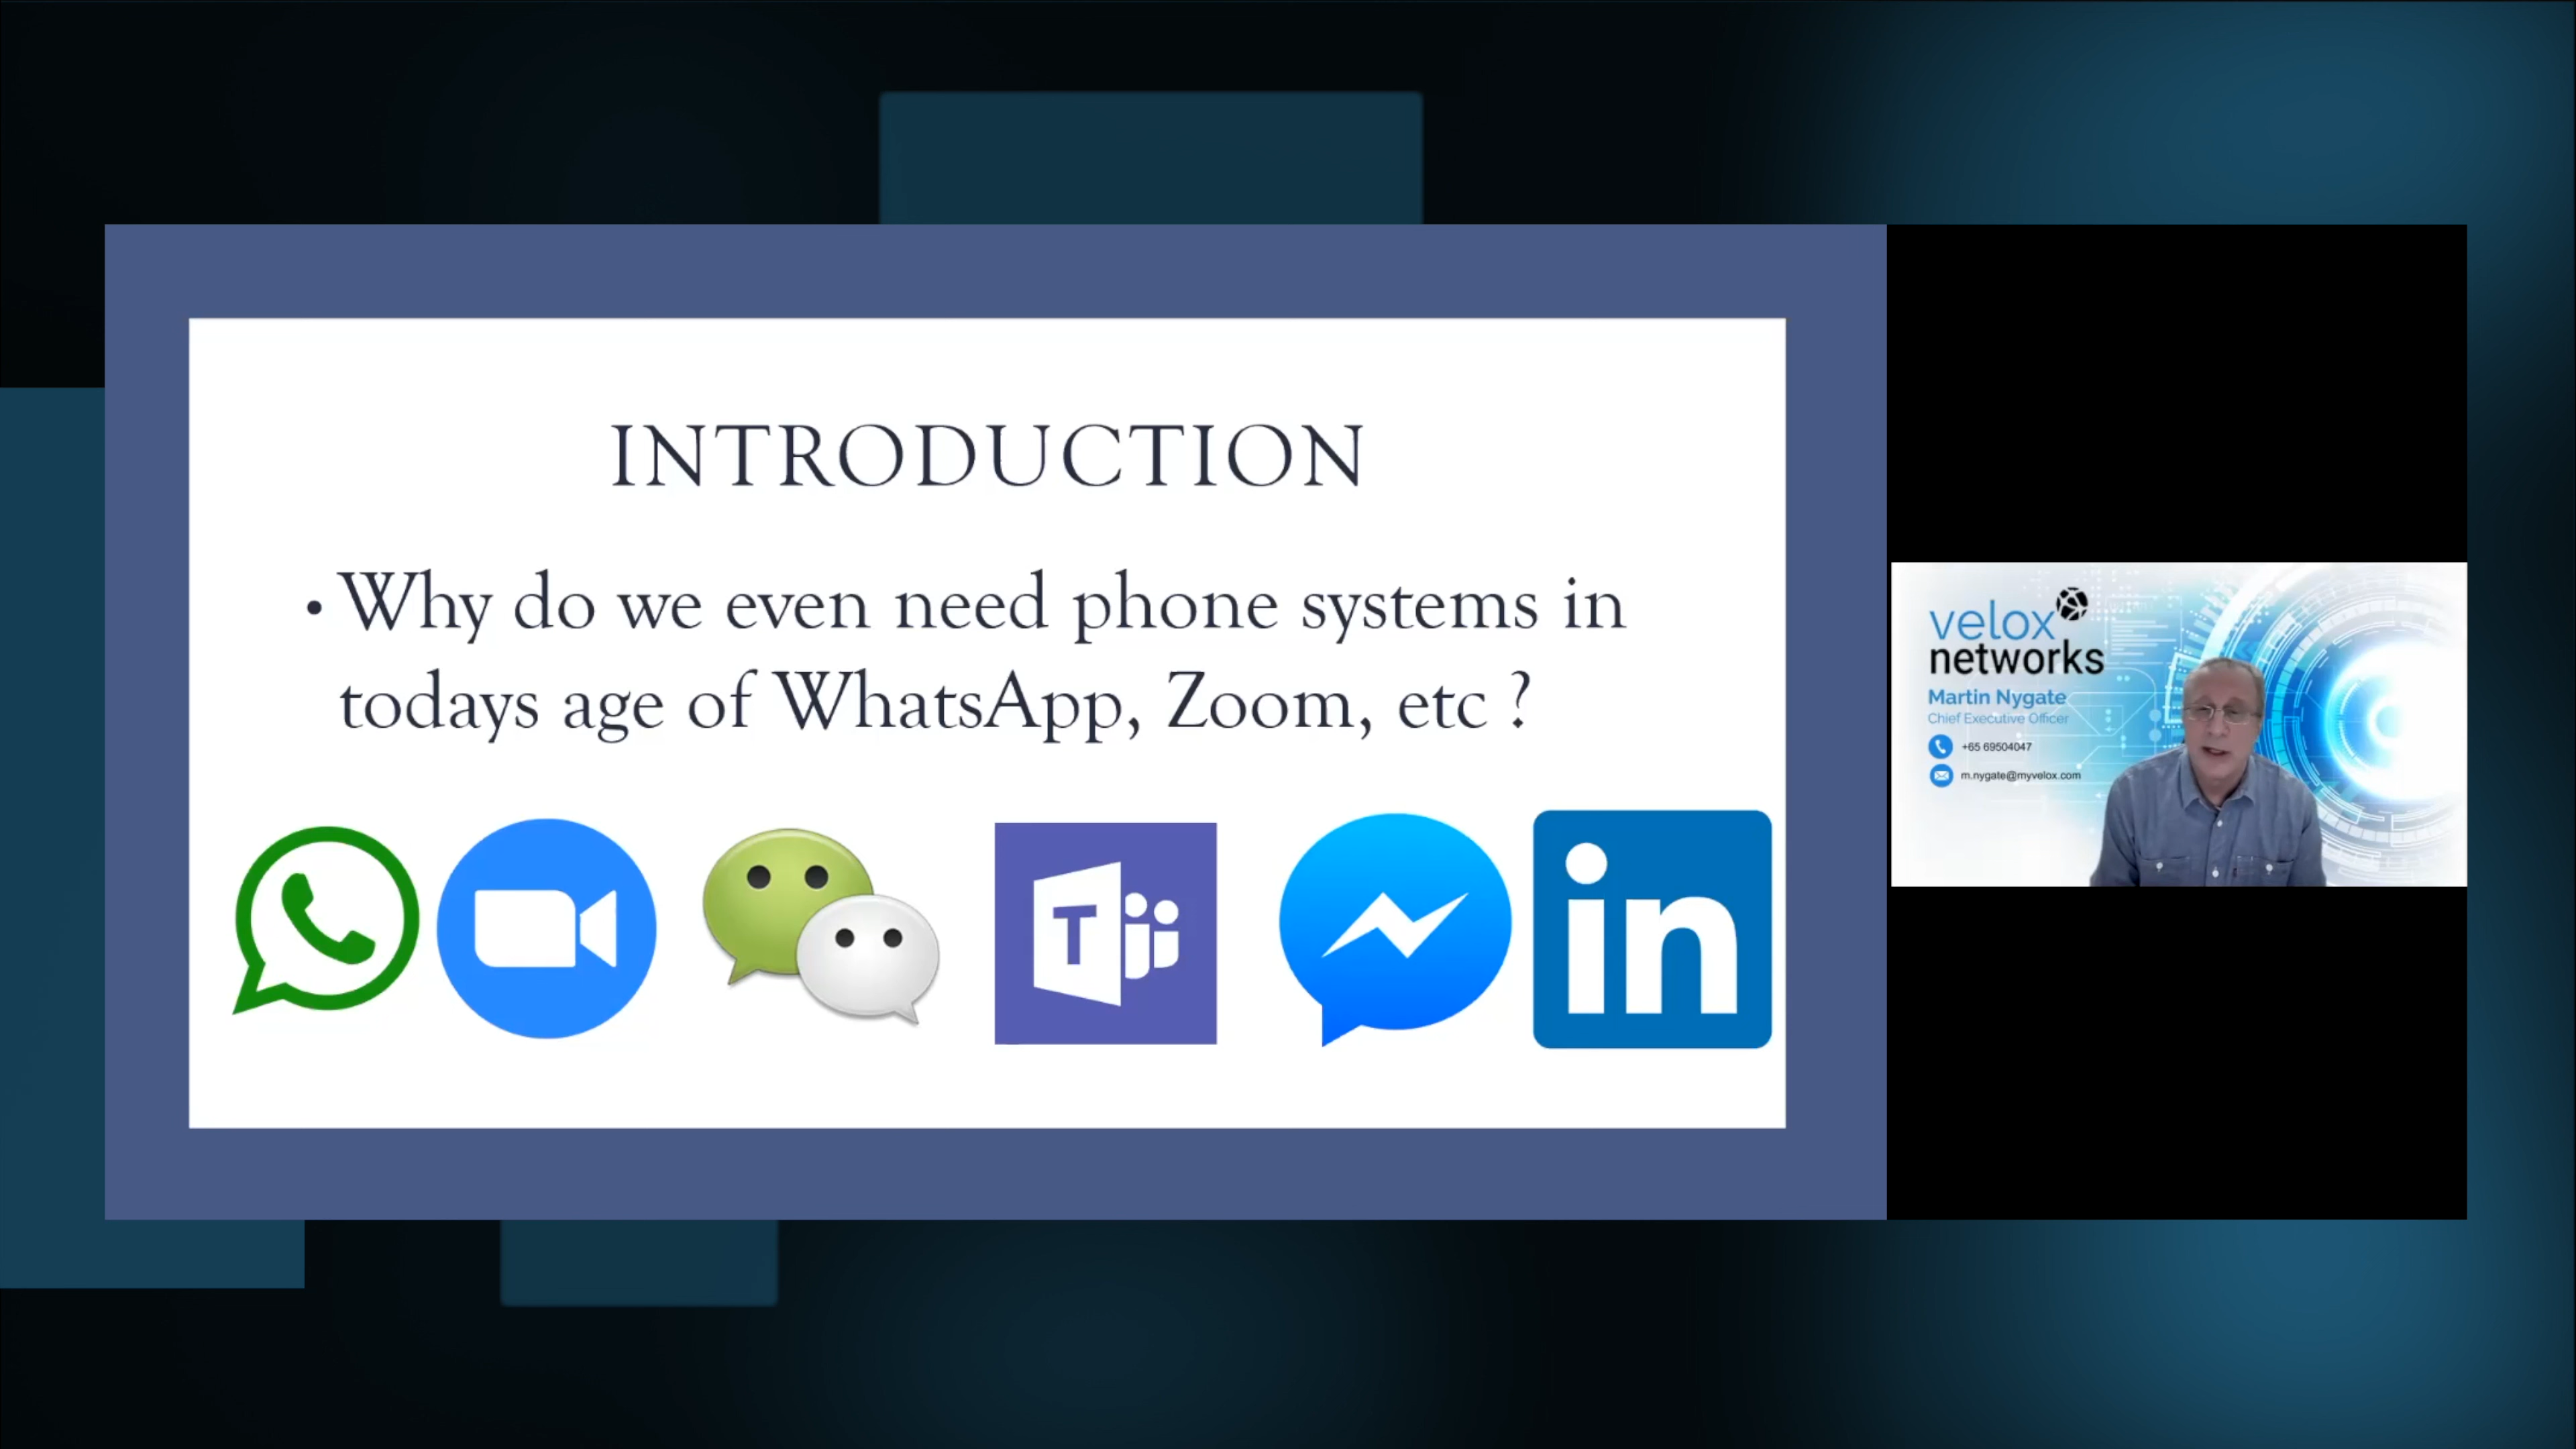 INTRODUCTION
• Why do we even need phone systems in
todays age of WhatsApp, Zoom, etc ?
T
in
velox
networks
Martin Nygate
Chief Executive Officer
+65 69504047
m.nygate@myvelox.com